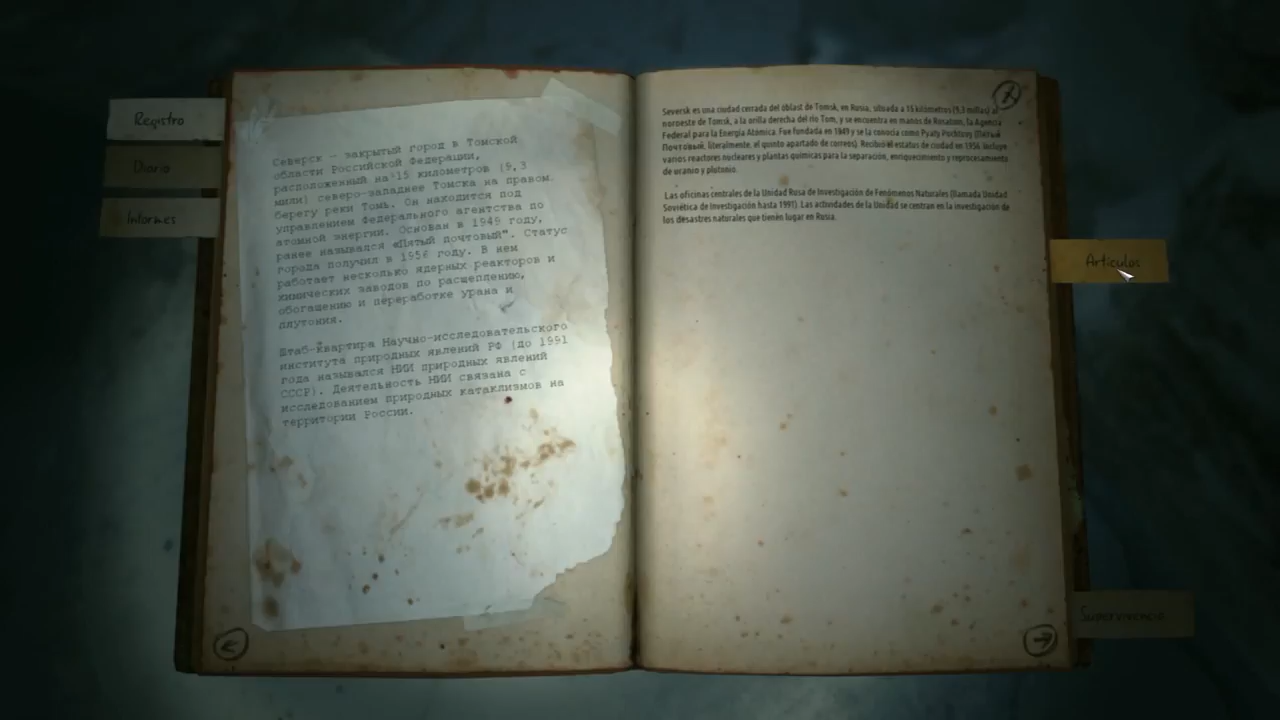 Registro
Diario
Informes
Северск — закрытый город в Томской
области Российской Федерации,
расположенный на 15 километров (9,3
мили) северо-западнее Томска на правом
берегу реки Томь. Он находится под
управлением Федерального агентства по
атомной энергии. Основан в 1949 году,
ранее назывался «Пятый почтовый". Статус
города получил в 1956 году. В нем
работает несколько ядерных реакторов и
химических заводов по расщеплению,
обогащению и переработке урана и
плутония.
Штаб-квартира Научно-исследовательского
института природных явлений РФ (до 1991
года назывался НИИ природных явлений
СССР). Деятельность НИИ связана с
исследованием природных катаклизмов на
территории России.
Seversk es una ciudad cerrada del óblast de Tomsk, en Rusia, situada a 15 kilómetros (9,3 millas) al
noroeste de Tomsk, a la orilla derecha del río Tom, y se encuentra en manos de Rosatom, la Agencia
Federal para la Energía Atómica. Fue fundada en 1849 y se la conocía como Pyaty Pochtovy (Пятый
Почтовый, literalmente, el quinto apartado de correos). Recibió el estatus de ciudad en 1956. Incluye
varios reactores nucleares y plantas químicas para la separación, enriquecimiento y reprocesamiento
de uranio y plutonio.
Las oficinas centrales de la Unidad Rusa de Investigación de Fenómenos Naturales (llamada Unidad
Soviética de Investigación hasta 1991). Las actividades de la Unidad se centran en la investigación de
los desastres naturales que tienen lugar en Rusia.
Artículos
Supervivencia